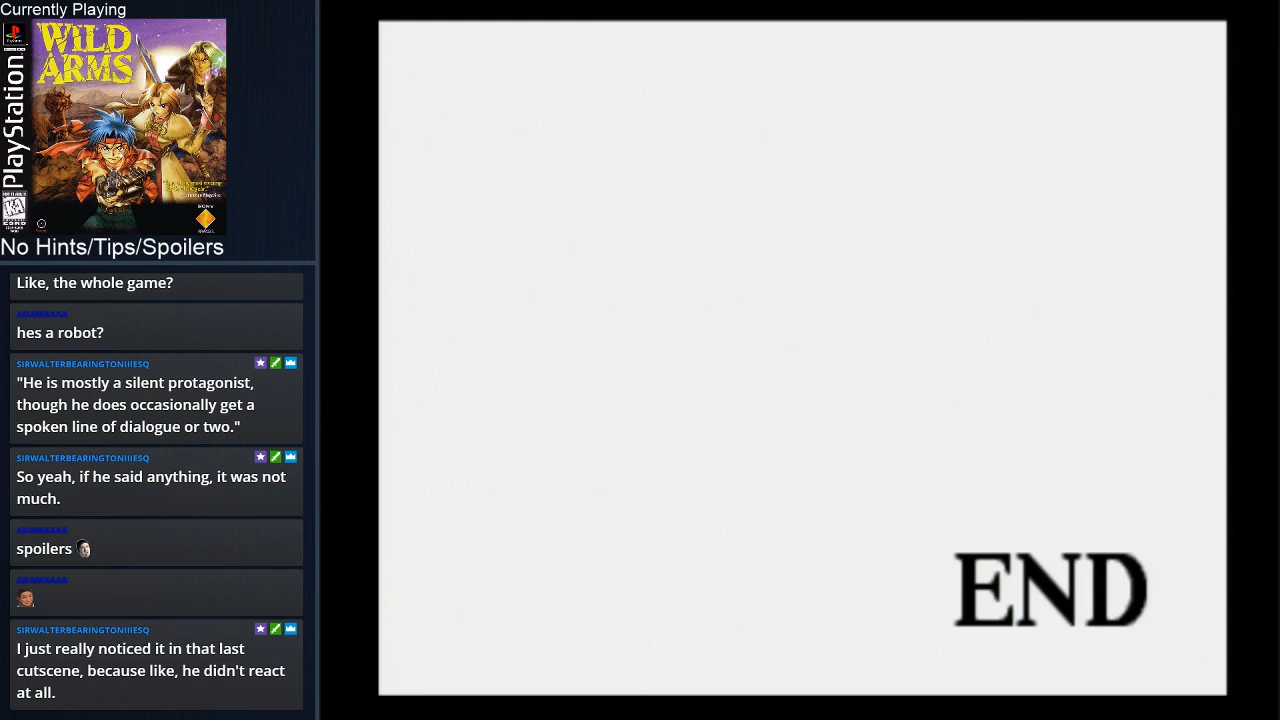 Currently Playing
PlayStation
WILD
ARMS
No Hints/Tips/Spoilers
Like, the whole game?
hes a robot?
SIRWALTERBEARINGTONIIIESQ
"He is mostly a silent protagonist,
though he does occasionally get a
spoken line of dialogue or two."
SIRWALTERBEARINGTONIIIESQ
So yeah, if he said anything, it was not
much.
spoilers
SIRWALTERBEARINGTONIIIESQ
I just really noticed it in that last
cutscene, because like, he didn't react
at all.
END